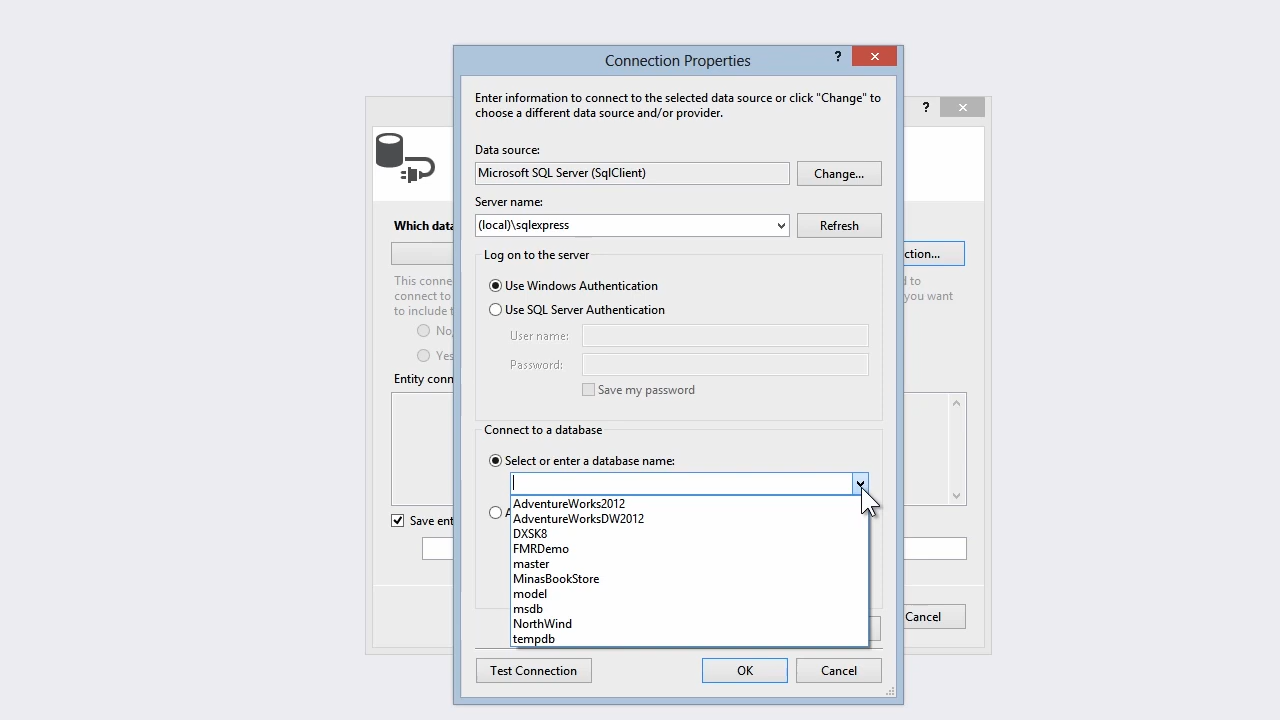 Connection Properties
?
Enter information to connect to the selected data source or click "Change" to
choose a different data source and/or provider.
Data source:
Microsoft SQL Server (SqlClient)
Change...
Server name:
(local)\sqlexpress
Refresh
Log on to the server
Use Windows Authentication
Use SQL Server Authentication
User name:
Password:
Save my password
Connect to a database
Select or enter a database name:
AdventureWorks2012
AdventureWorksDW2012
DXSK8
FMRDemo
master
MinasBookStore
model
msdb
NorthWind
tempdb
Test Connection
OK
Cancel
?
Which data
ction...
This conne
connect to
to include
d to
you want
No,
Yes
Entity conn
Save ent
Cancel